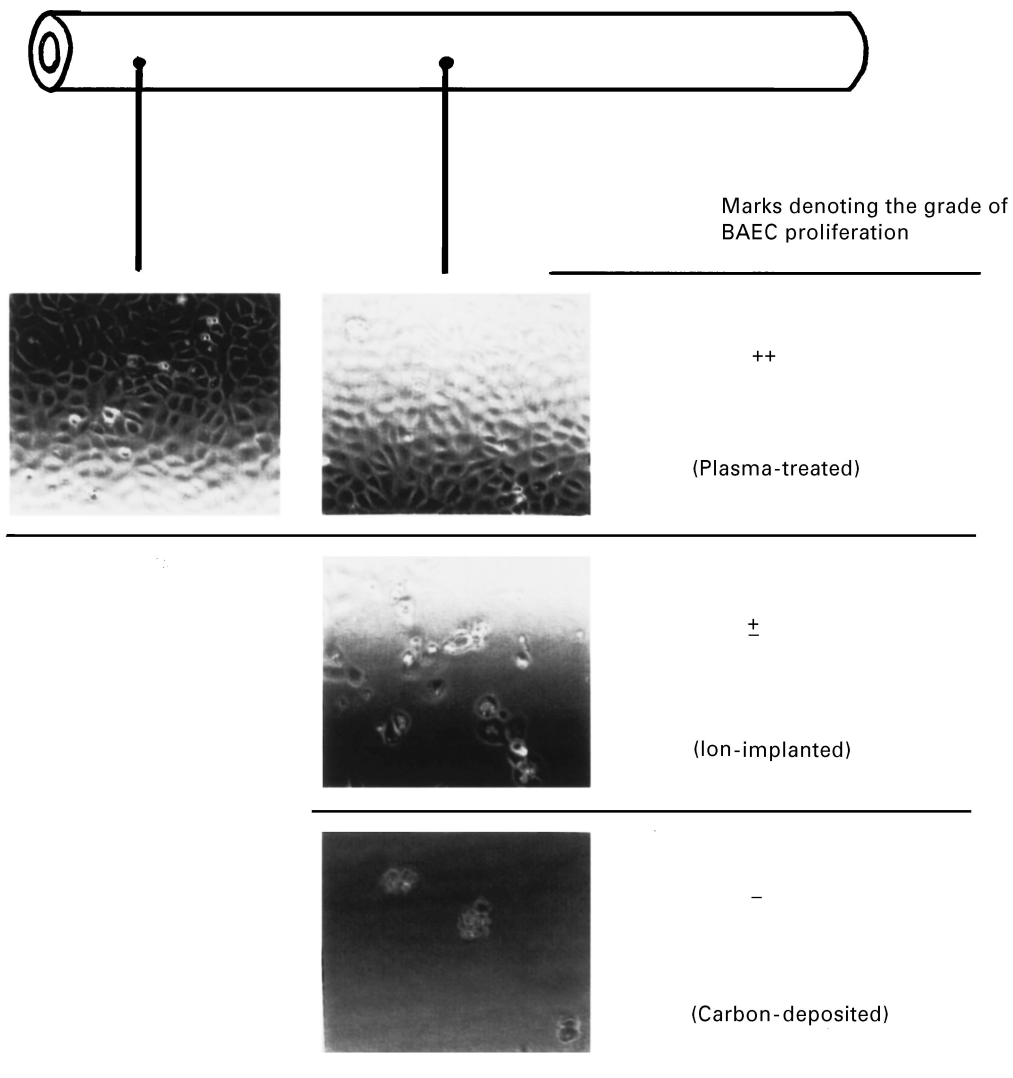 Marks denoting the grade of
BAEC proliferation
++
(Plasma-treated)
±
(Ion-implanted)
−
(Carbon-deposited)